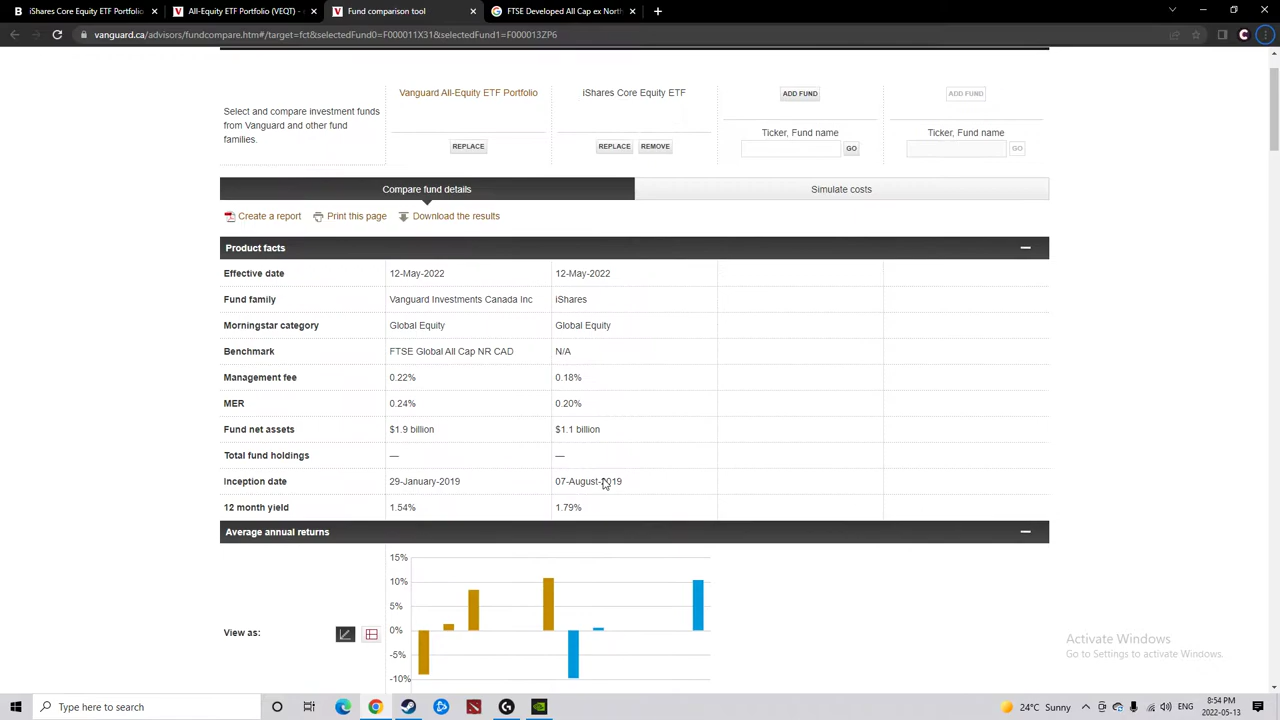 iShares Core Equity ETF Portfolio
All-Equity ETF Portfolio (VEQT) -
Fund comparison tool
FTSE Developed All Cap ex North
vanguard.ca/advisors/fundcompare.htm#/target=fct&selectedFund0=F000011X31&selectedFund1=F000013ZP6
Select and compare investment funds from Vanguard and other fund families.
Vanguard All-Equity ETF Portfolio
iShares Core Equity ETF
ADD FUND
ADD FUND
Ticker, Fund name
Ticker, Fund name
REPLACE
REPLACE
REMOVE
GO
GO
Compare fund details
Simulate costs
Create a report
Print this page
Download the results
Product facts
Effective date 12-May-2022 12-May-2022
Fund family Vanguard Investments Canada Inc iShares
Morningstar category Global Equity Global Equity
Benchmark FTSE Global All Cap NR CAD N/A
Management fee 0.22% 0.18%
MER 0.24% 0.20%
Fund net assets $1.9 billion $1.1 billion
Total fund holdings — —
Inception date 29-January-2019 07-August-2019
12 month yield 1.54% 1.79%
Average annual returns
15%
10%
5%
0%
-5%
-10%
View as:
Activate Windows
Go to Settings to activate Windows.
Type here to search
24°C Sunny
8:54 PM
2022-05-13